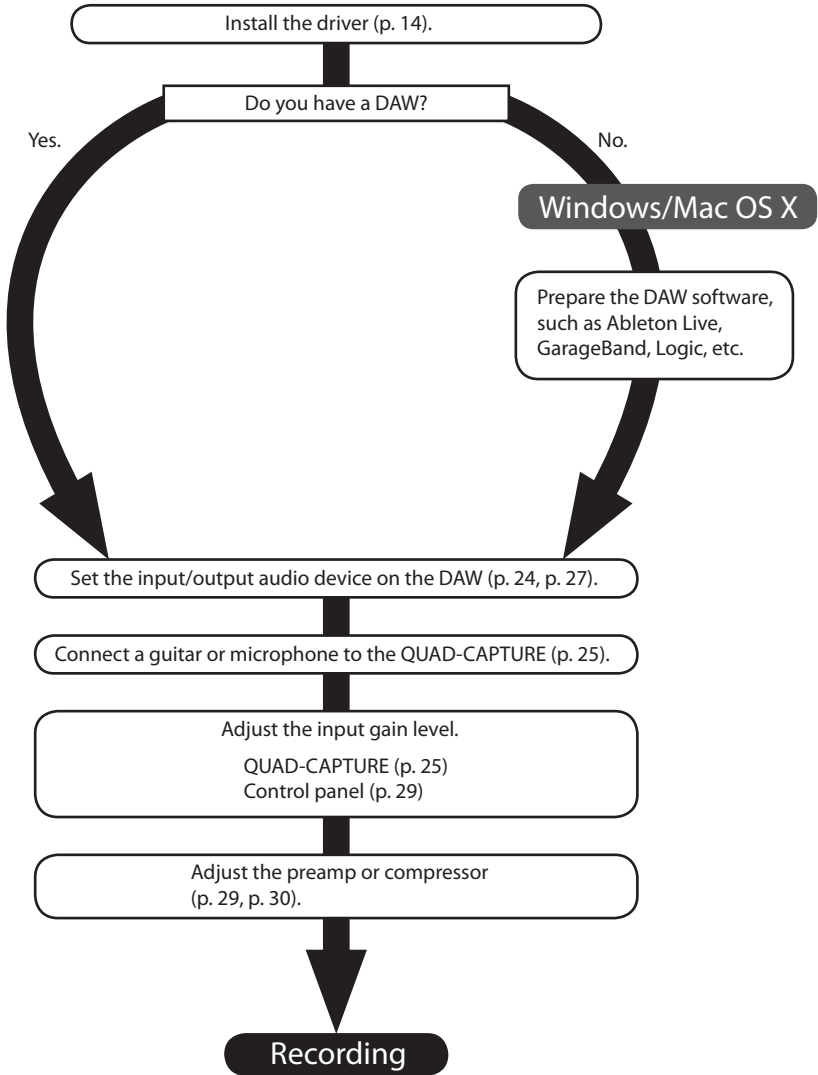 Install the driver (p. 14).
Do you have a DAW?
Yes.
No.
Windows/Mac OS X
Prepare the DAW software,
such as Ableton Live,
GarageBand, Logic, etc.
Set the input/output audio device on the DAW (p. 24, p. 27).
Connect a guitar or microphone to the QUAD-CAPTURE (p. 25).
Adjust the input gain level.
QUAD-CAPTURE (p. 25)
Control panel (p. 29)
Adjust the preamp or compressor
(p. 29, p. 30).
Recording